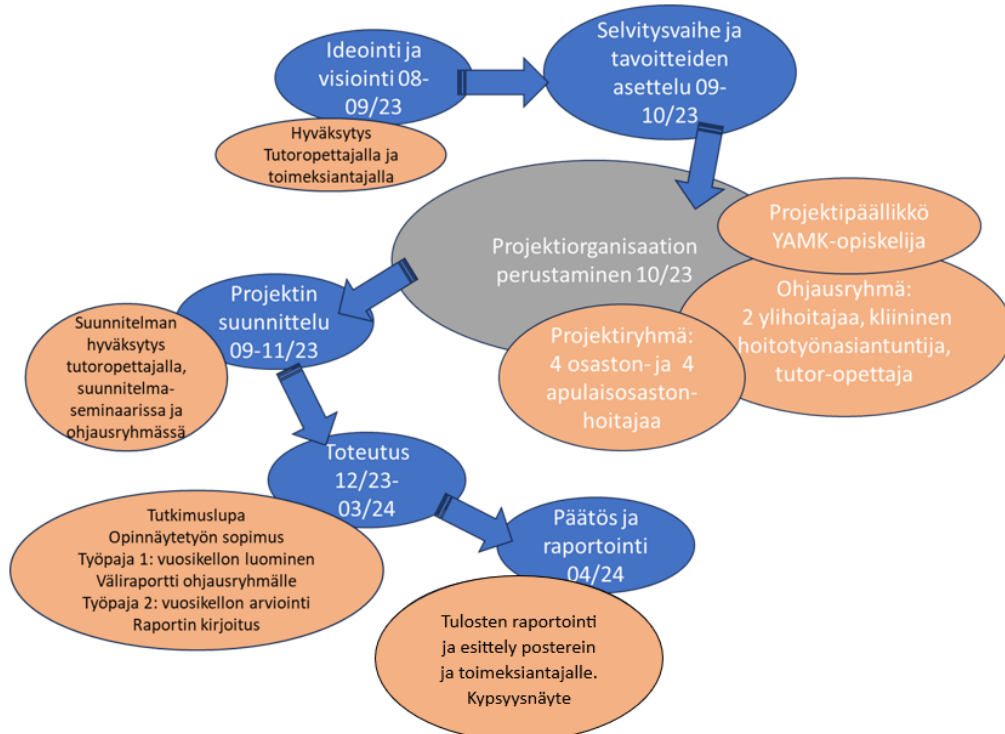 Ideointi ja
visiointi 08-
09/23
Hyväksytys
Tutoropettajalla ja
toimeksiantajalla
Selvitysvaihe ja
tavoitteiden
asettelu 09-
10/23
Projektiorganisaation
perustaminen 10/23
Projektipäällikkö
YAMK-opiskelija
Ohjausryhmä:
2 ylihoitajaa, kliininen
hoitotyönasiantuntija,
tutor-opettaja
Projektiryhmä:
4 osaston- ja 4
apulaisosaston-
hoitajaa
Projektin
suunnittelu
09-11/23
Suunnitelman
hyväksytys
tutoropettajalla,
suunnitelma-
seminaarissa ja
ohjausryhmässä
Toteutus
12/23-
03/24
Tutkimuslupa
Opinnäytetyön sopimus
Työpaja 1: vuosikellon luominen
Väliraportti ohjausryhmälle
Työpaja 2: vuosikellon arviointi
Raportin kirjoitus
Päätös ja
raportointi
04/24
Tulosten raportointi
ja esittely posterein
ja toimeksiantajalle.
Kypsyysnäyte